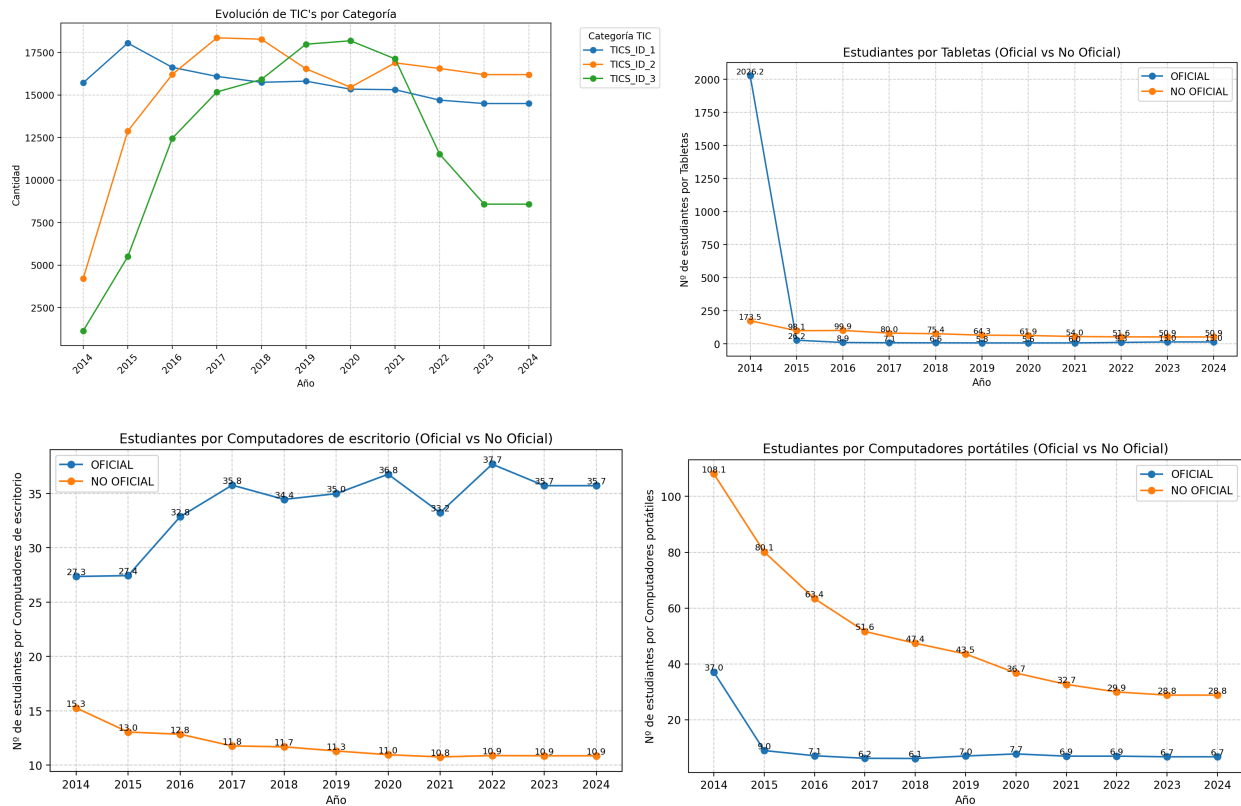 Evolución de TIC's por Categoría
Cantidad
17500
15000
12500
10000
7500
5000
2500
2014 2015 2016 2017 2018 2019 2020 2021 2022 2023 2024
Año
Categoría TIC
TICS_ID_1
TICS_ID_2
TICS_ID_3
Estudiantes por Tabletas (Oficial vs No Oficial)
Nº de estudiantes por Tabletas
2000
1750
1500
1250
1000
750
500
250
0
OFICIAL
NO OFICIAL
2026.2
173.5 98.1 99.9 80.0 75.4 64.3 61.9 54.0 51.6 50.9 50.9
26.2 8.9 7.1 6.6 5.8 5.6 6.0 9.3 13.0 13.0
2014 2015 2016 2017 2018 2019 2020 2021 2022 2023 2024
Año
Estudiantes por Computadores de escritorio (Oficial vs No Oficial)
Nº de estudiantes por Computadores de escritorio
35
30
25
20
15
10
OFICIAL
NO OFICIAL
27.3 27.4 32.8 35.8 34.4 35.0 36.8 33.2 37.7 35.7 35.7
15.3 13.0 12.8 11.8 11.7 11.3 11.0 10.8 10.9 10.9 10.9
2014 2015 2016 2017 2018 2019 2020 2021 2022 2023 2024
Año
Estudiantes por Computadores portátiles (Oficial vs No Oficial)
Nº de estudiantes por Computadores portátiles
100
80
60
40
20
OFICIAL
NO OFICIAL
108.1 80.1 63.4 51.6 47.4 43.5 36.7 32.7 29.9 28.8 28.8
37.0 9.0 7.1 6.2 6.1 7.0 7.7 6.9 6.9 6.7 6.7
2014 2015 2016 2017 2018 2019 2020 2021 2022 2023 2024
Año